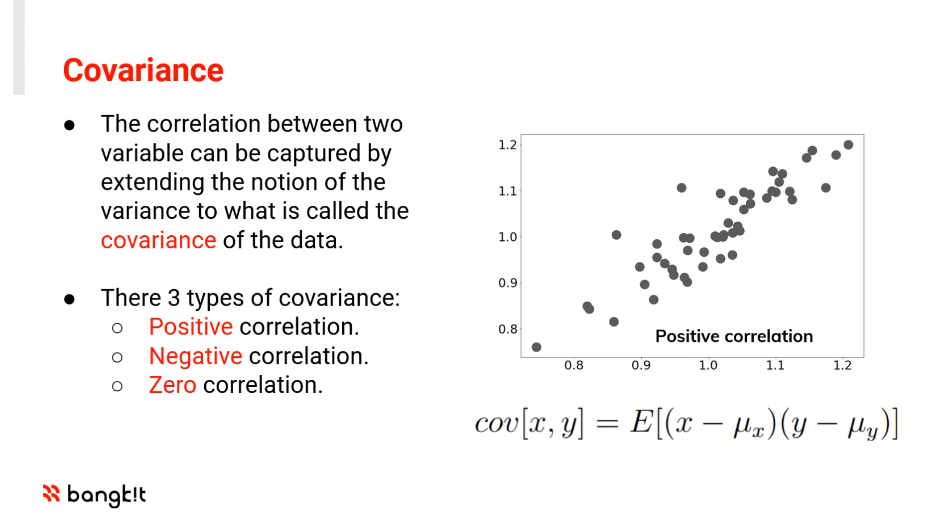 Covariance
● The correlation between two
variable can be captured by
extending the notion of the
variance to what is called the
covariance of the data.
● There 3 types of covariance:
○ Positive correlation.
○ Negative correlation.
○ Zero correlation.
1.2
1.1
1.0
0.9
0.8
Positive correlation
0.8 0.9 1.0 1.1 1.2
cov[x, y] = E[(x − μₓ)(y − μᵧ)]
bangk!t